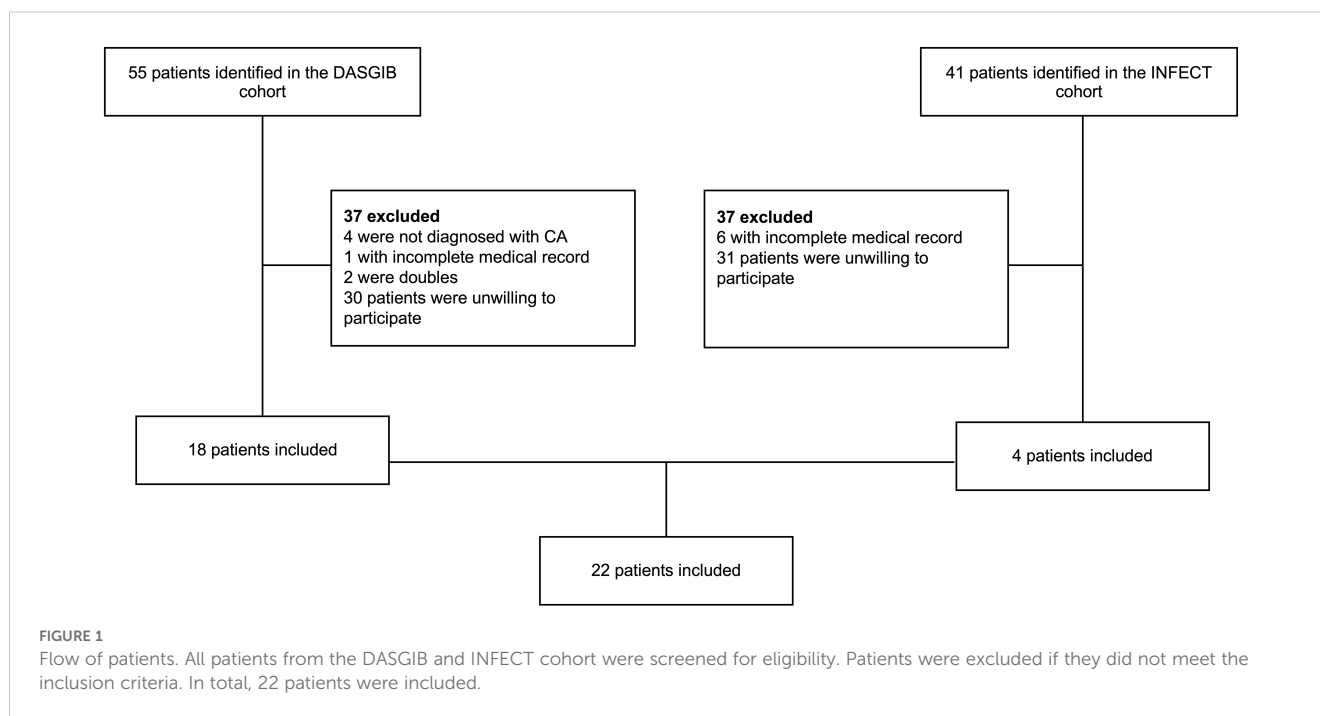 55 patients identified in the DASGIB
cohort
41 patients identified in the INFECT
cohort
37 excluded
4 were not diagnosed with CA
1 with incomplete medical record
2 were doubles
30 patients were unwilling to
participate
37 excluded
6 with incomplete medical record
31 patients were unwilling to
participate
18 patients included
4 patients included
22 patients included
FIGURE 1
Flow of patients. All patients from the DASGIB and INFECT cohort were screened for eligibility. Patients were excluded if they did not meet the
inclusion criteria. In total, 22 patients were included.